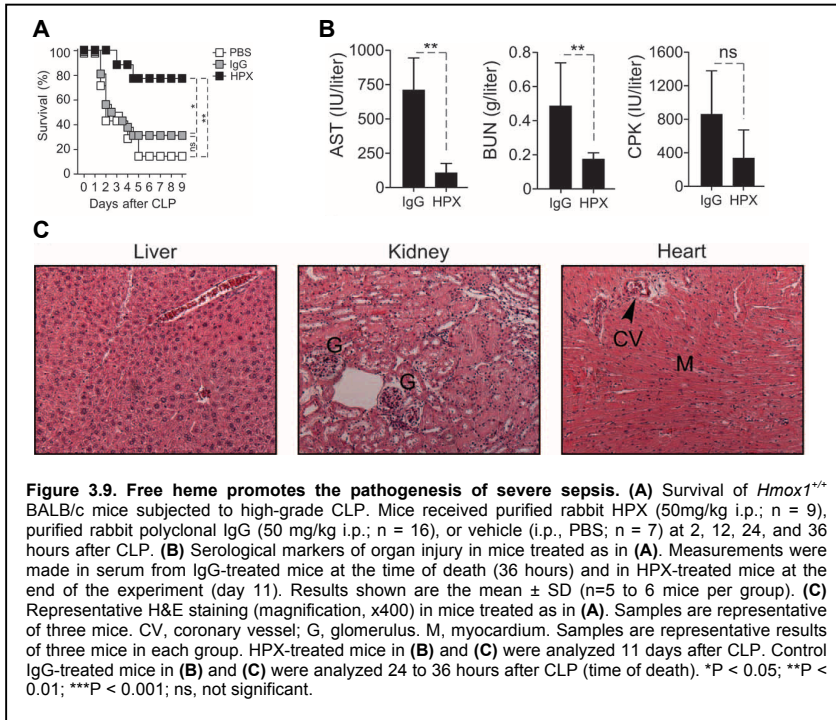 A
100
80
60
40
20
0
Survival (%)
0 1 2 3 4 5 6 7 8 9
Days after CLP
PBS
IgG
HPX
*
**
ns
B
1000
750
500
250
0
AST (IU/liter)
**
IgG HPX
0.8
0.6
0.4
0.2
0
BUN (g/liter)
**
IgG HPX
1600
1200
800
400
0
CPK (IU/liter)
ns
IgG HPX
C
Liver
Kidney
G
G
Heart
CV
M
Figure 3.9. Free heme promotes the pathogenesis of severe sepsis. (A) Survival of Hmox1+/+
BALB/c mice subjected to high-grade CLP. Mice received purified rabbit HPX (50mg/kg i.p.; n = 9),
purified rabbit polyclonal IgG (50 mg/kg i.p.; n = 16), or vehicle (i.p., PBS; n = 7) at 2, 12, 24, and 36
hours after CLP. (B) Serological markers of organ injury in mice treated as in (A). Measurements were
made in serum from IgG-treated mice at the time of death (36 hours) and in HPX-treated mice at the
end of the experiment (day 11). Results shown are the mean ± SD (n=5 to 6 mice per group). (C)
Representative H&E staining (magnification, x400) in mice treated as in (A). Samples are representative
of three mice. CV, coronary vessel; G, glomerulus. M, myocardium. Samples are representative results
of three mice in each group. HPX-treated mice in (B) and (C) were analyzed 11 days after CLP. Control
IgG-treated mice in (B) and (C) were analyzed 24 to 36 hours after CLP (time of death). *P < 0.05; **P <
0.01; ***P < 0.001; ns, not significant.